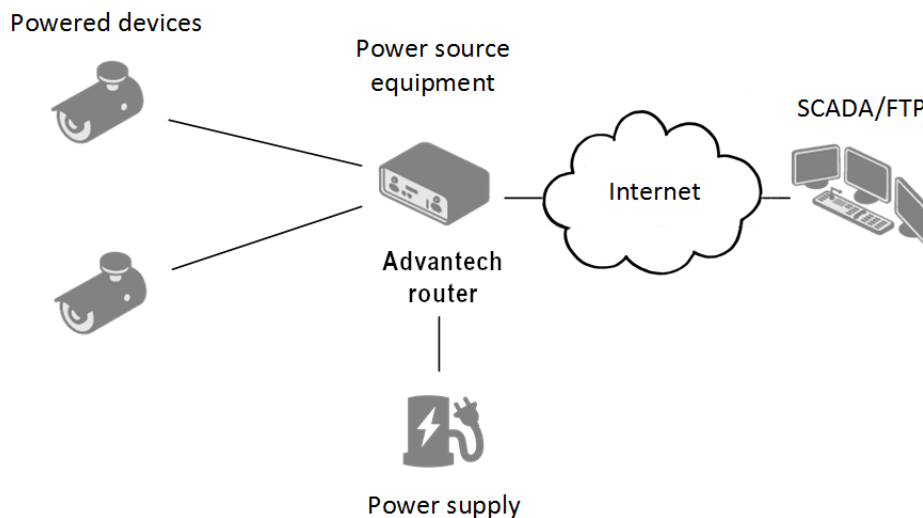 Powered devices
Power source
equipment
SCADA/FTP
Internet
Advantech
router
Power supply